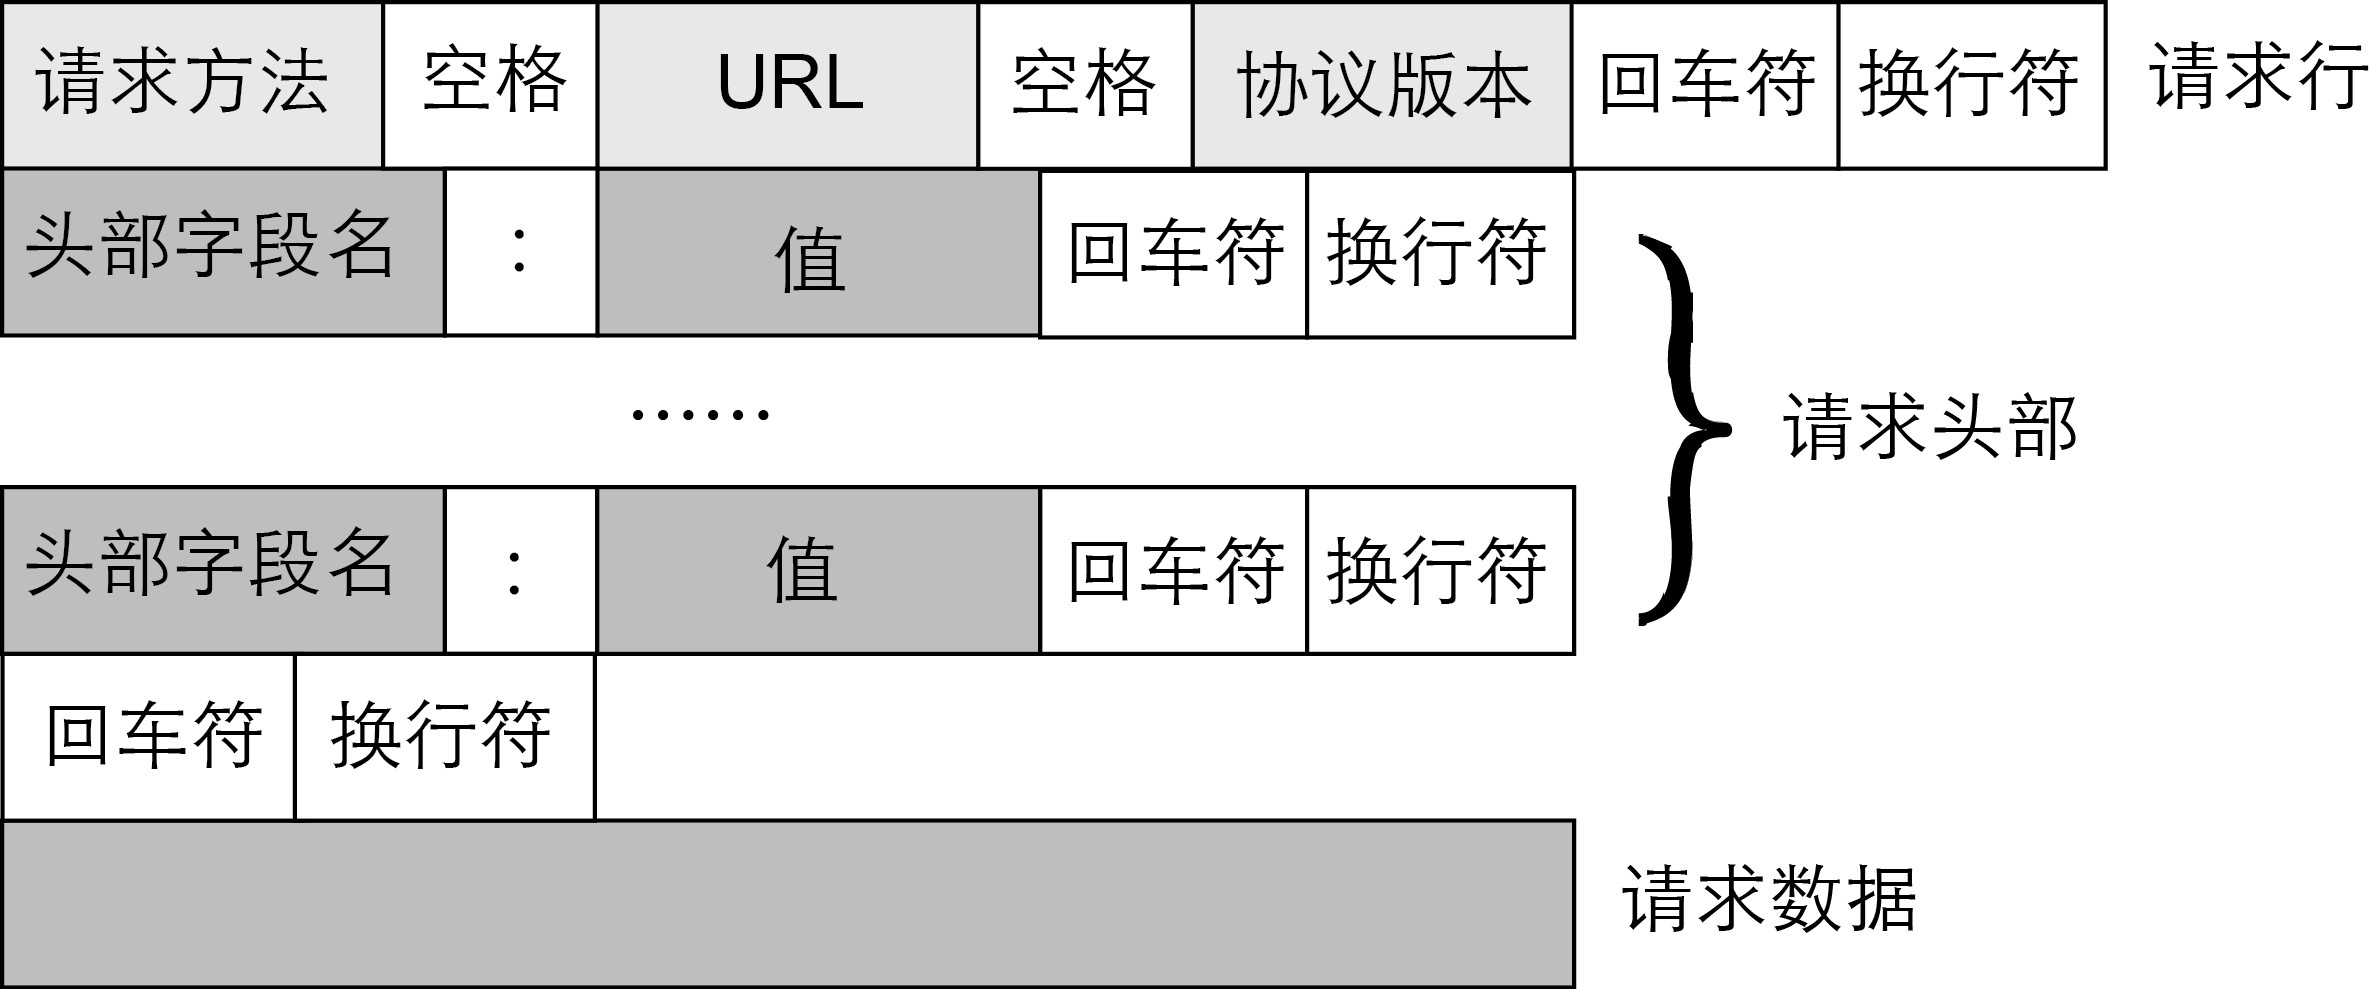 请求方法 空格 URL 空格 协议版本 回车符 换行符 请求行
头部字段名 : 值 回车符 换行符
......
请求头部
头部字段名 : 值 回车符 换行符
回车符 换行符
请求数据